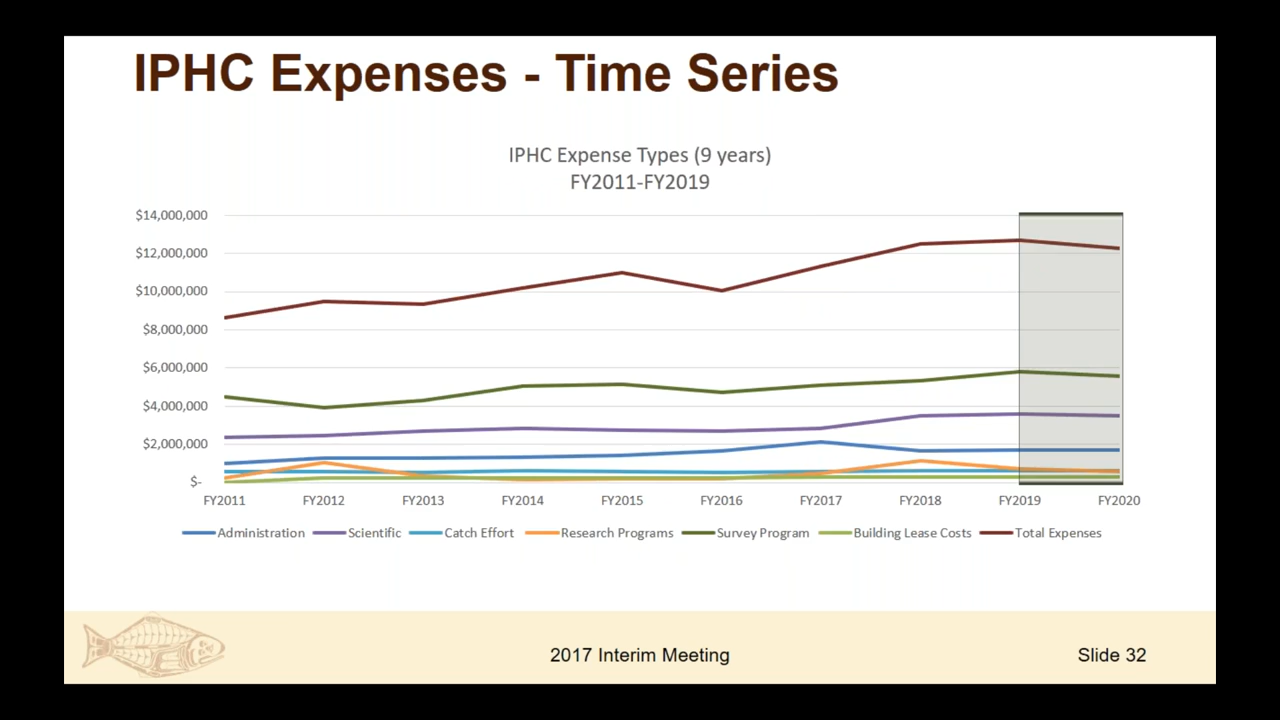 IPHC Expenses - Time Series
IPHC Expense Types (9 years)
FY2011-FY2019
$14,000,000
$12,000,000
$10,000,000
$8,000,000
$6,000,000
$4,000,000
$2,000,000
$-
FY2011 FY2012 FY2013 FY2014 FY2015 FY2016 FY2017 FY2018 FY2019 FY2020
Administration Scientific Catch Effort Research Programs Survey Program Building Lease Costs Total Expenses
2017 Interim Meeting Slide 32